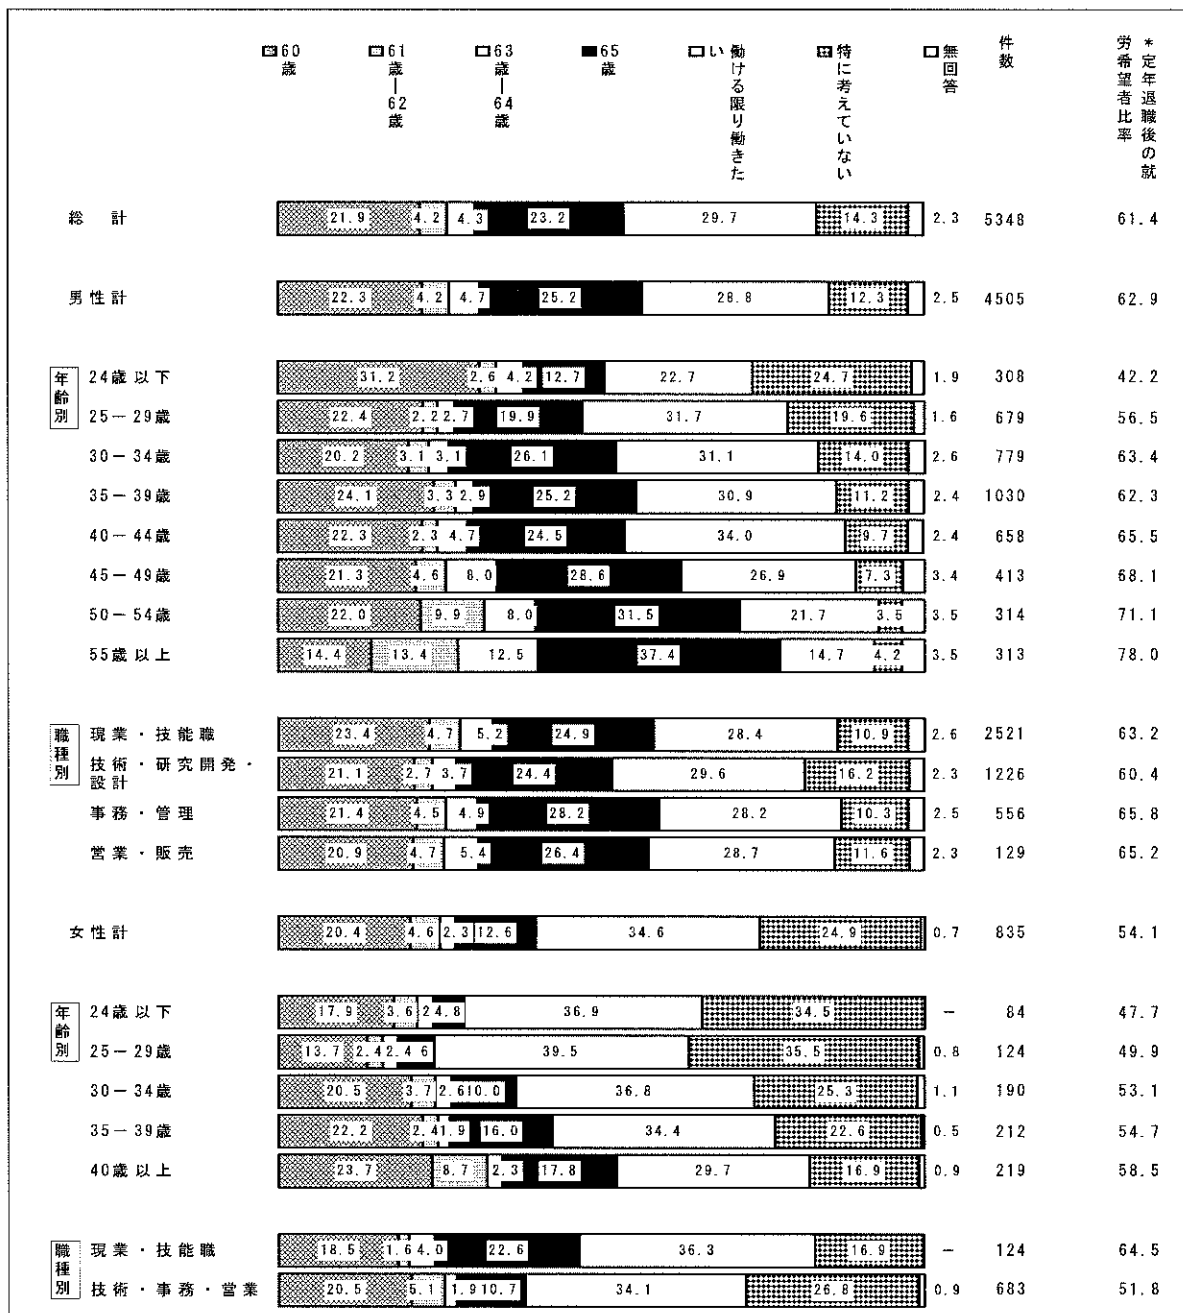 60歳
61歳―62歳
63歳―64歳
65歳
働ける限り働きたい
特に考えていない
無回答
件数
*定年退職後の就労希望者比率
総計 21.9 4.2 4.3 23.2 29.7 14.3 2.3 5348 61.4
男性計 22.3 4.2 4.7 25.2 28.8 12.3 2.5 4505 62.9
年齢別
24歳以下 31.2 2.6 4.2 12.7 22.7 24.7 1.9 308 42.2
25－29歳 22.4 2.2 2.7 19.9 31.7 19.6 1.6 679 56.5
30－34歳 20.2 3.1 3.1 26.1 31.1 14.0 2.6 779 63.4
35－39歳 24.1 3.3 2.9 25.2 30.9 11.2 2.4 1030 62.3
40－44歳 22.3 2.3 4.7 24.5 34.0 9.7 2.4 658 65.5
45－49歳 21.3 4.6 8.0 28.6 26.9 7.3 3.4 413 68.1
50－54歳 22.0 9.9 8.0 31.5 21.7 3.5 3.5 314 71.1
55歳以上 14.4 13.4 12.5 37.4 14.7 4.2 3.5 313 78.0
職種別
現業・技能職 23.4 4.7 5.2 24.9 28.4 10.9 2.6 2521 63.2
技術・研究開発・
設計 21.1 2.7 3.7 24.4 29.6 16.2 2.3 1226 60.4
事務・管理 21.4 4.5 4.9 28.2 28.2 10.3 2.5 556 65.8
営業・販売 20.9 4.7 5.4 26.4 28.7 11.6 2.3 129 65.2
女性計 20.4 4.6 2.3 12.6 34.6 24.9 0.7 835 54.1
年齢別
24歳以下 17.9 3.6 2 4.8 36.9 34.5 － 84 47.7
25－29歳 13.7 2.4 2.4 6 39.5 35.5 0.8 124 49.9
30－34歳 20.5 3.7 2.6 10.0 36.8 25.3 1.1 190 53.1
35－39歳 22.2 2.4 1.9 16.0 34.4 22.6 0.5 212 54.7
40歳以上 23.7 8.7 2.3 17.8 29.7 16.9 0.9 219 58.5
職種別
現業・技能職 18.5 1.6 4.0 22.6 36.3 16.9 － 124 64.5
技術・事務・営業 20.5 5.1 1.9 10.7 34.1 26.8 0.9 683 51.8